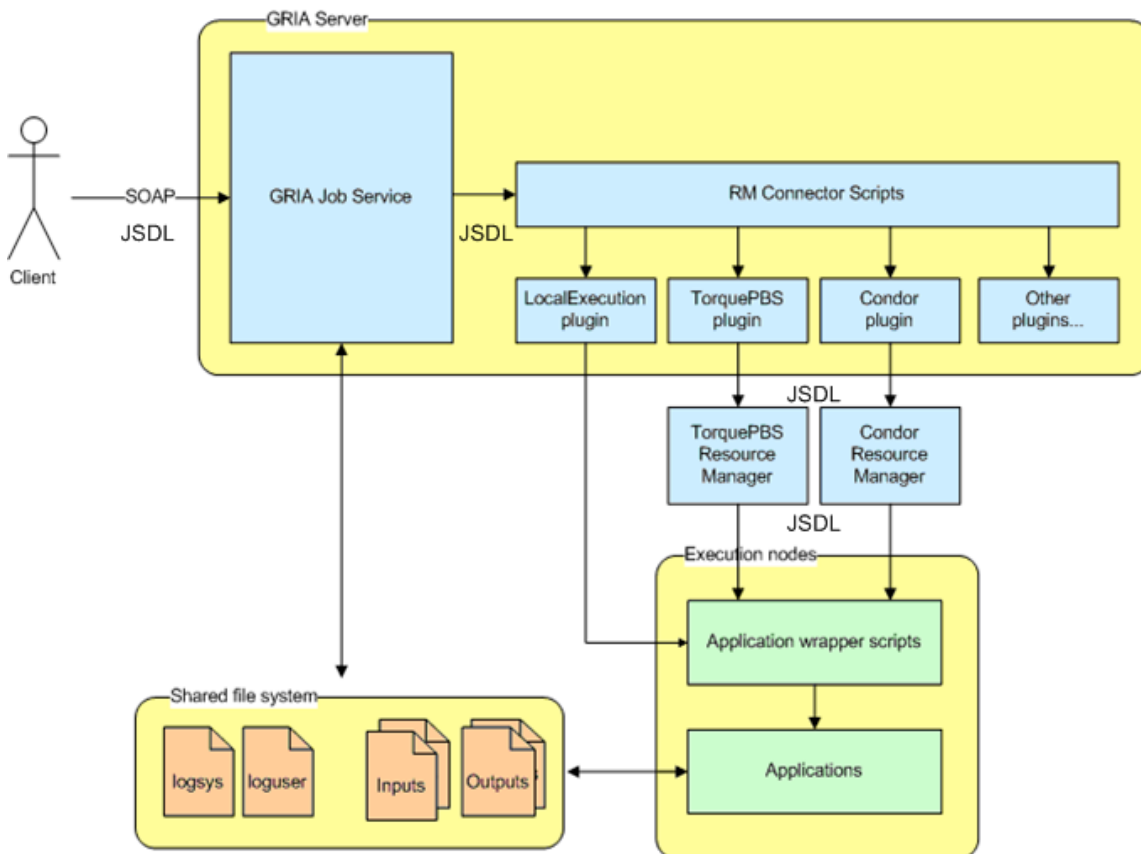 GRIA Server
GRIA Job Service
SOAP
JSDL
Client
JSDL
RM Connector Scripts
LocalExecution
plugin
TorquePBS
plugin
Condor
plugin
Other
plugins...
JSDL
TorquePBS
Resource
Manager
Condor
Resource
Manager
JSDL
Execution nodes
Application wrapper scripts
Applications
Shared file system
logsys
loguser
Inputs
Outputs